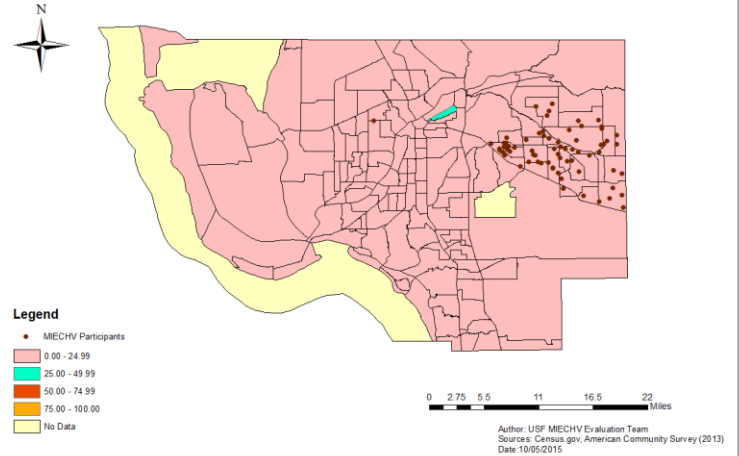 N
Legend
MIECHV Participants
0.00 - 24.99
25.00 - 49.99
50.00 - 74.99
75.00 - 100.00
No Data
0 2.75 5.5 11 16.5 22
Miles
Author: USF MIECHV Evaluation Team
Sources: Census.gov, American Community Survey (2013)
Date:10/05/2015